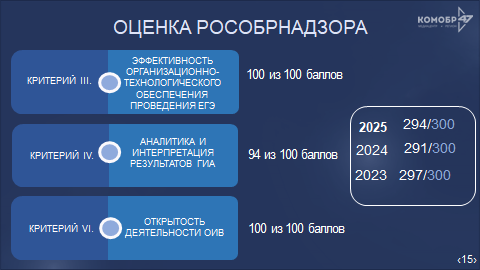 КОМОБР 47
ОЦЕНКА РОСОБРНАДЗОРА
КРИТЕРИЙ III.
ЭФФЕКТИВНОСТЬ
ОРГАНИЗАЦИОННО-
ТЕХНОЛОГИЧЕСКОГО
ОБЕСПЕЧЕНИЯ
ПРОВЕДЕНИЯ ЕГЭ
100 из 100 баллов
КРИТЕРИЙ IV.
АНАЛИТИКА И
ИНТЕРПРЕТАЦИЯ
РЕЗУЛЬТАТОВ ГИА
94 из 100 баллов
КРИТЕРИЙ VI.
ОТКРЫТОСТЬ
ДЕЯТЕЛЬНОСТИ ОИВ
100 из 100 баллов
2025 294/300
2024 291/300
2023 297/300
‹15›